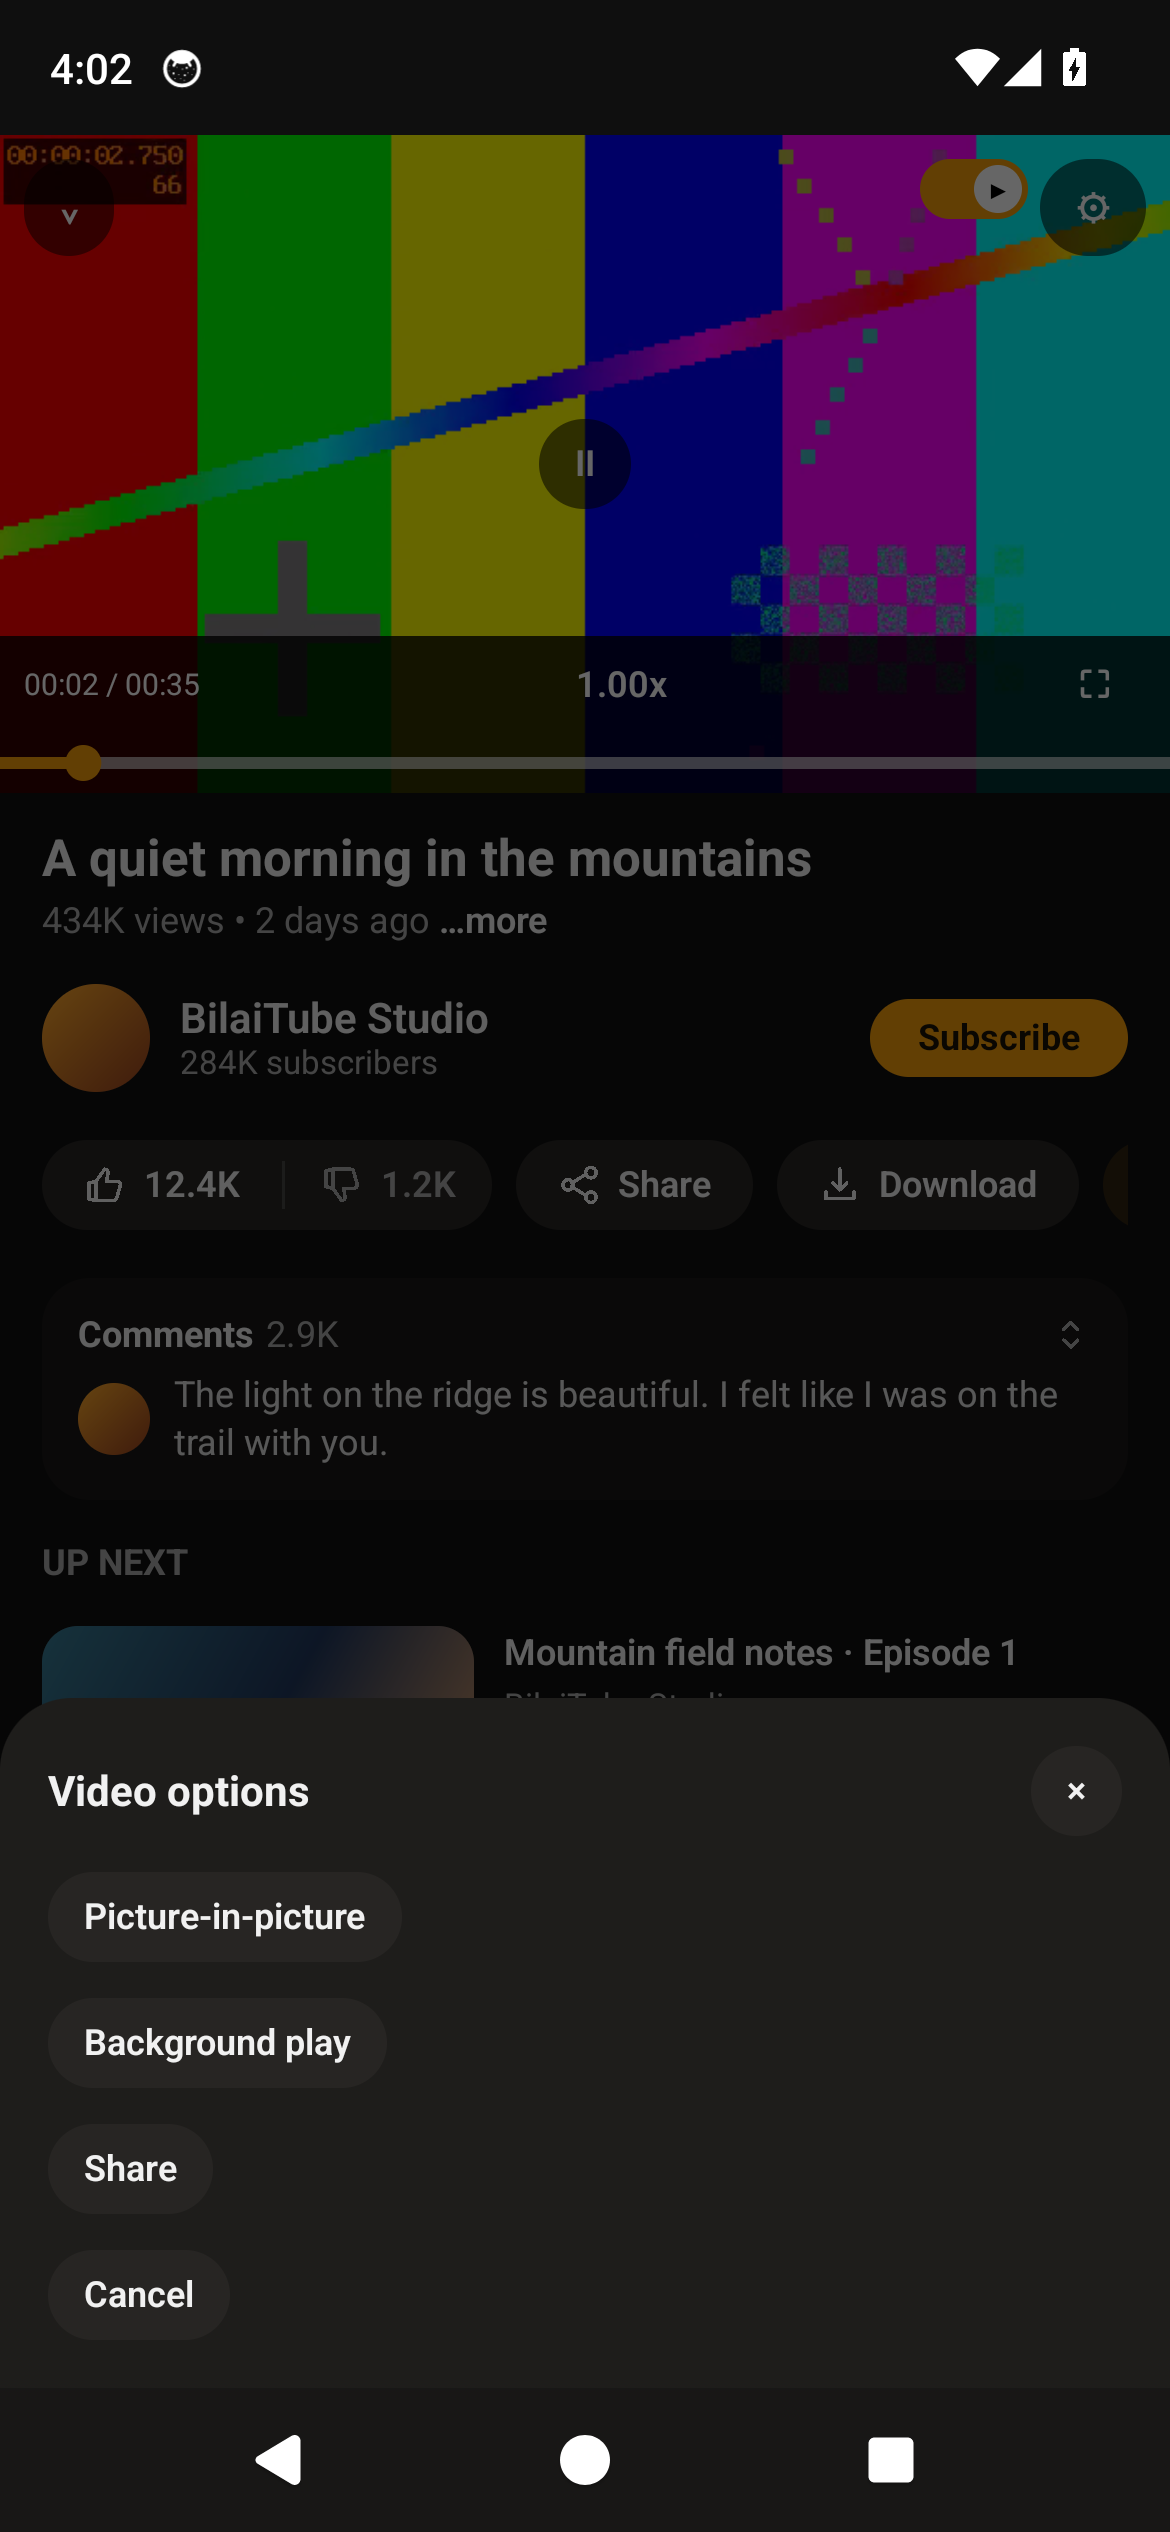 4:02
00:00:02.750
66
00:02 / 00:35
1.00x
A quiet morning in the mountains
434K views • 2 days ago ...more
BilaiTube Studio
284K subscribers
Subscribe
12.4K
1.2K
Share
Download
Comments 2.9K
The light on the ridge is beautiful. I felt like I was on the
trail with you.
UP NEXT
Mountain field notes · Episode 1
Video options
Picture-in-picture
Background play
Share
Cancel